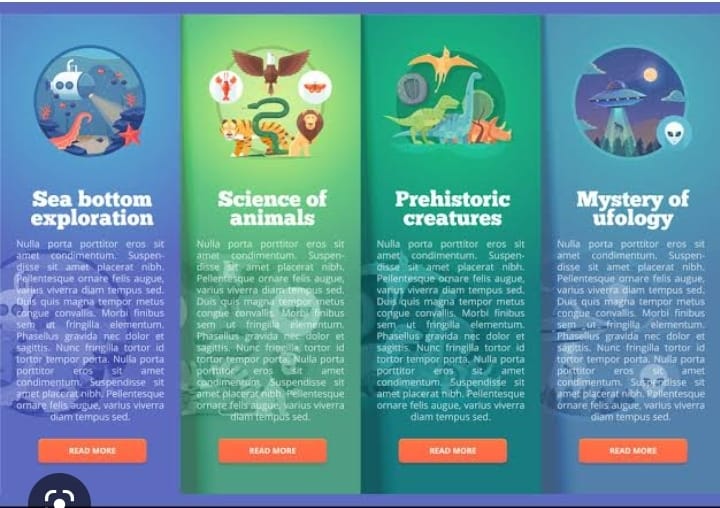 Sea bottom
exploration
Nulla porta porttitor eros sit
amet condimentum. Suspen-
disse sit amet placerat nibh.
Pellentesque ornare felis augue,
varius viverra diam tempus sed.
Duis quis magna tempor metus
congue convallis. Morbi finibus
sem ut fringilla elementum.
Phasellus gravida nec dolor et
sagittis. Nunc fringilla tortor id
tortor tempor porta. Nulla porta
porttitor eros sit amet
condimentum. Suspendisse sit
amet placerat nibh. Pellentesque
ornare felis augue, varius viverra
diam tempus sed.
READ MORE
Science of
animals
Nulla porta porttitor eros sit
amet condimentum. Suspen-
disse sit amet placerat nibh.
Pellentesque ornare felis augue,
varius viverra diam tempus sed.
Duis quis magna tempor metus
congue convallis. Morbi finibus
sem ut fringilla elementum.
Phasellus gravida nec dolor et
sagittis. Nunc fringilla tortor id
tortor tempor porta. Nulla porta
porttitor eros sit amet
condimentum. Suspendisse sit
amet placerat nibh. Pellentesque
ornare felis augue, varius viverra
diam tempus sed.
READ MORE
Prehistoric
creatures
Nulla porta porttitor eros sit
amet condimentum. Suspen-
disse sit amet placerat nibh.
Pellentesque ornare felis augue,
varius viverra diam tempus sed.
Duis quis magna tempor metus
congue convallis. Morbi finibus
sem ut fringilla elementum.
Phasellus gravida nec dolor et
sagittis. Nunc fringilla tortor id
tortor tempor porta. Nulla porta
porttitor eros sit amet
condimentum. Suspendisse sit
amet placerat nibh. Pellentesque
ornare felis augue, varius viverra
diam tempus sed.
READ MORE
Mystery of
ufology
Nulla porta porttitor eros sit
amet condimentum. Suspen-
disse sit amet placerat nibh.
Pellentesque ornare felis augue,
varius viverra diam tempus sed.
Duis quis magna tempor metus
congue convallis. Morbi finibus
sem ut fringilla elementum.
Phasellus gravida nec dolor et
sagittis. Nunc fringilla tortor id
tortor tempor porta. Nulla porta
porttitor eros sit amet
condimentum. Suspendisse sit
amet placerat nibh. Pellentesque
ornare felis augue, varius viverra
diam tempus sed.
READ MORE